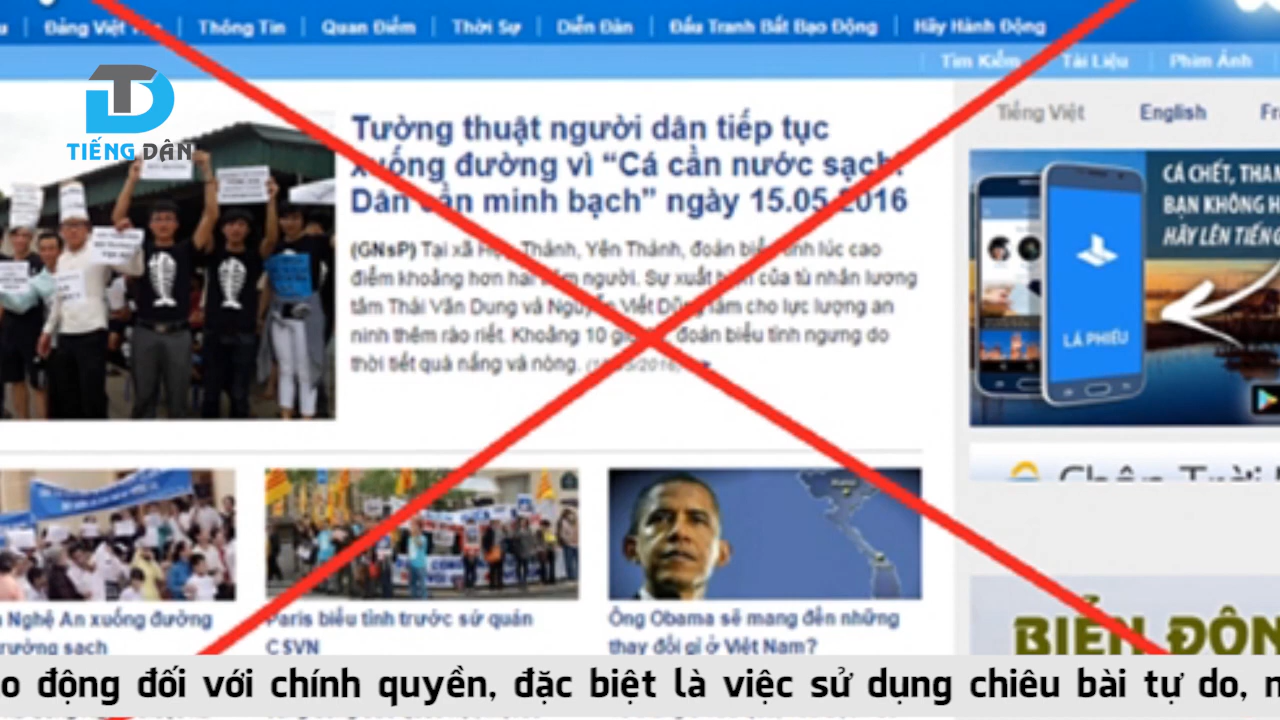 Thông Tin
Quan Điểm
Thời Sự
Diễn Đàn
Đấu Tranh Bất Bạo Động
Hãy Hành Động
Tìm Kiếm
Tài Liệu
Phim Ảnh
Tiếng Việt
English
TIẾNG DÂN
Tường thuật người dân tiếp tục
xuống đường vì “Cá cần nước sạch.
Dân cần minh bạch” ngày 15.05.2016
(GNsP) Tại xã Hậu Thành, Yên Thành, đoàn biểu tình lúc cao
điểm khoảng hơn hai trăm người. Sự xuất hiện của tù nhân lương
tâm Thái Văn Dung và Nguyễn Viết Dũng làm cho lực lượng an
ninh thêm ráo riết. Khoảng 10 đoàn biểu tình ngưng do
thời tiết quá nắng và nóng.
CÁ CHẾT,
BẠN KHÔNG
HÃY LÊN TIẾNG
LÁ PHIẾU
Chân Trời
BIỂN ĐÔNG
Nghệ An xuống đường
trường sạch
Paris biểu tình trước sứ quán
CSVN
Ông Obama sẽ mang đến những
thay đổi gì ở Việt Nam?
o động đối với chính quyền, đặc biệt là việc sử dụng chiêu bài tự do,